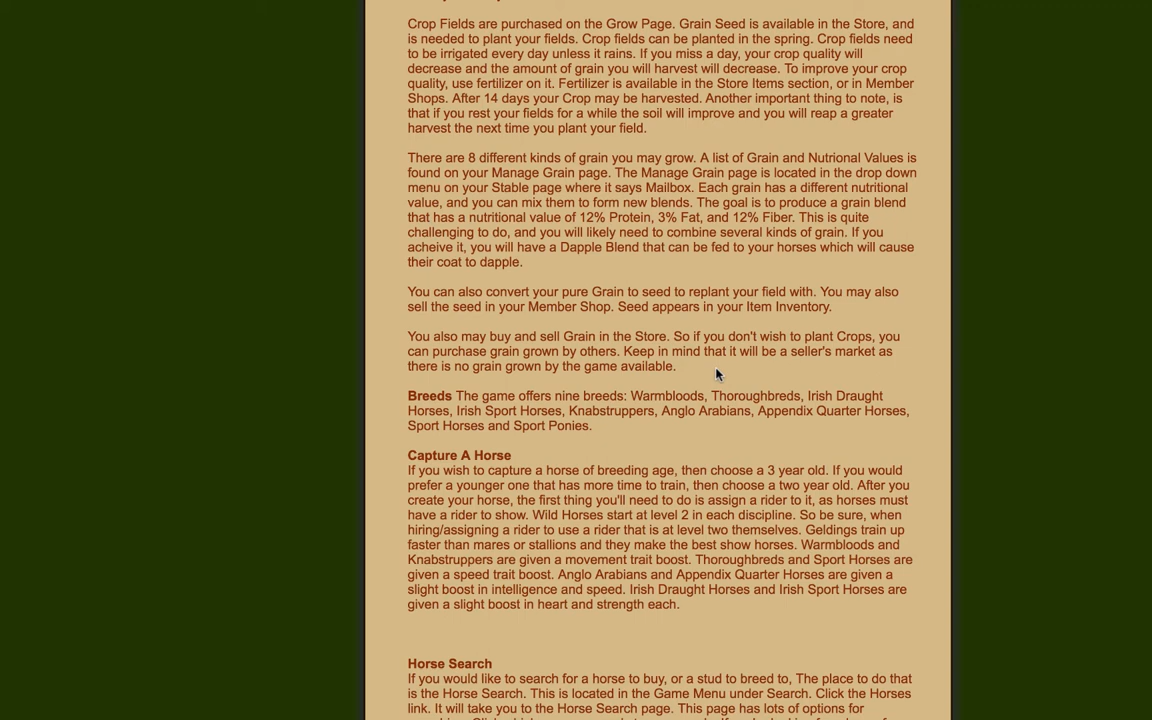 Crop Fields are purchased on the Grow Page. Grain Seed is available in the Store, and
is needed to plant your fields. Crop fields can be planted in the spring. Crop fields need
to be irrigated every day unless it rains. If you miss a day, your crop quality will
decrease and the amount of grain you will harvest will decrease. To improve your crop
quality, use fertilizer on it. Fertilizer is available in the Store Items section, or in Member
Shops. After 14 days your Crop may be harvested. Another important thing to note, is
that if you rest your fields for a while the soil will improve and you will reap a greater
harvest the next time you plant your field.
There are 8 different kinds of grain you may grow. A list of Grain and Nutrional Values is
found on your Manage Grain page. The Manage Grain page is located in the drop down
menu on your Stable page where it says Mailbox. Each grain has a different nutritional
value, and you can mix them to form new blends. The goal is to produce a grain blend
that has a nutritional value of 12% Protein, 3% Fat, and 12% Fiber. This is quite
challenging to do, and you will likely need to combine several kinds of grain. If you
acheive it, you will have a Dapple Blend that can be fed to your horses which will cause
their coat to dapple.
You can also convert your pure Grain to seed to replant your field with. You may also
sell the seed in your Member Shop. Seed appears in your Item Inventory.
You also may buy and sell Grain in the Store. So if you don't wish to plant Crops, you
can purchase grain grown by others. Keep in mind that it will be a seller's market as
there is no grain grown by the game available.
Breeds The game offers nine breeds: Warmbloods, Thoroughbreds, Irish Draught
Horses, Irish Sport Horses, Knabstruppers, Anglo Arabians, Appendix Quarter Horses,
Sport Horses and Sport Ponies.
Capture A Horse
If you wish to capture a horse of breeding age, then choose a 3 year old. If you would
prefer a younger one that has more time to train, then choose a two year old. After you
create your horse, the first thing you'll need to do is assign a rider to it, as horses must
have a rider to show. Wild Horses start at level 2 in each discipline. So be sure, when
hiring/assigning a rider to use a rider that is at level two themselves. Geldings train up
faster than mares or stallions and they make the best show horses. Warmbloods and
Knabstruppers are given a movement trait boost. Thoroughbreds and Sport Horses are
given a speed trait boost. Anglo Arabians and Appendix Quarter Horses are given a
slight boost in intelligence and speed. Irish Draught Horses and Irish Sport Horses are
given a slight boost in heart and strength each.
Horse Search
If you would like to search for a horse to buy, or a stud to breed to, The place to do that
is the Horse Search. This is located in the Game Menu under Search. Click the Horses
link. It will take you to the Horse Search page. This page has lots of options for